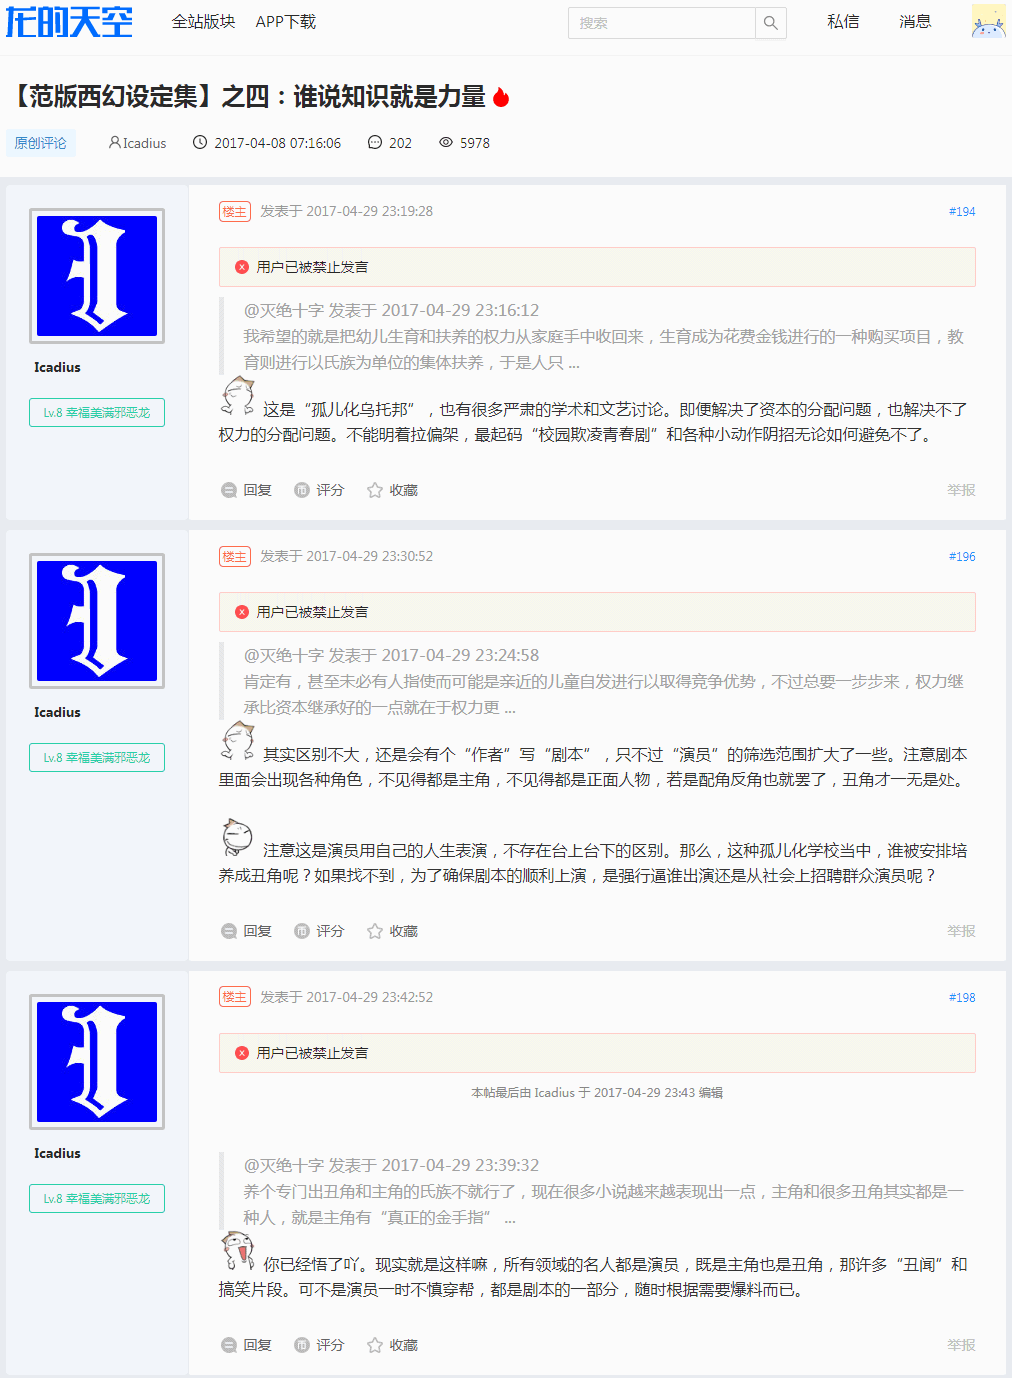 龙的天空 全站版块 APP下载 搜索 私信 消息
【范版西幻设定集】之四：谁说知识就是力量
原创评论 Icadius 2017-04-08 07:16:06 202 5978
楼主 发表于 2017-04-29 23:19:28 #194
用户已被禁止发言
@灭绝十字 发表于 2017-04-29 23:16:12
我希望的就是把幼儿生育和扶养的权力从家庭手中收回来，生育成为花费金钱进行的一种购买项目，教
育则进行以氏族为单位的集体扶养，于是人只 ...
Icadius
Lv.8 幸福美满邪恶龙
这是“孤儿化乌托邦”，也有很多严肃的学术和文艺讨论。即便解决了资本的分配问题，也解决不了
权力的分配问题。不能明着拉偏架，最起码“校园欺凌青春剧”和各种小动作阴招无论如何避免不了。
回复 评分 收藏 举报
楼主 发表于 2017-04-29 23:30:52 #196
用户已被禁止发言
@灭绝十字 发表于 2017-04-29 23:24:58
肯定有，甚至未必有人指使而可能是亲近的儿童自发进行以取得竞争优势，不过总要一步步来，权力继
承比资本继承好的一点就在于权力更 ...
Icadius
Lv.8 幸福美满邪恶龙
其实区别不大，还是会有个“作者”写“剧本”，只不过“演员”的筛选范围扩大了一些。注意剧本
里面会出现各种角色，不见得都是主角，不见得都是正面人物，若是配角反角也就罢了，丑角才一无是处。
注意这是演员用自己的人生表演，不存在台上台下的区别。那么，这种孤儿化学校当中，谁被安排培
养成丑角呢？如果找不到，为了确保剧本的顺利上演，是强行逼谁出演还是从社会上招聘群众演员呢？
回复 评分 收藏 举报
楼主 发表于 2017-04-29 23:42:52 #198
用户已被禁止发言
本帖最后由 Icadius 于 2017-04-29 23:43 编辑
@灭绝十字 发表于 2017-04-29 23:39:32
养个专门出丑角和主角的氏族不就行了，现在很多小说越来越表现出一点，主角和很多丑角其实都是一
种人，就是主角有“真正的金手指” ...
Icadius
Lv.8 幸福美满邪恶龙
你已经悟了吖。现实就是这样嘛，所有领域的名人都是演员，既是主角也是丑角，那许多“丑闻”和
搞笑片段。可不是演员一时不慎穿帮，都是剧本的一部分，随时根据需要爆料而已。
回复 评分 收藏 举报